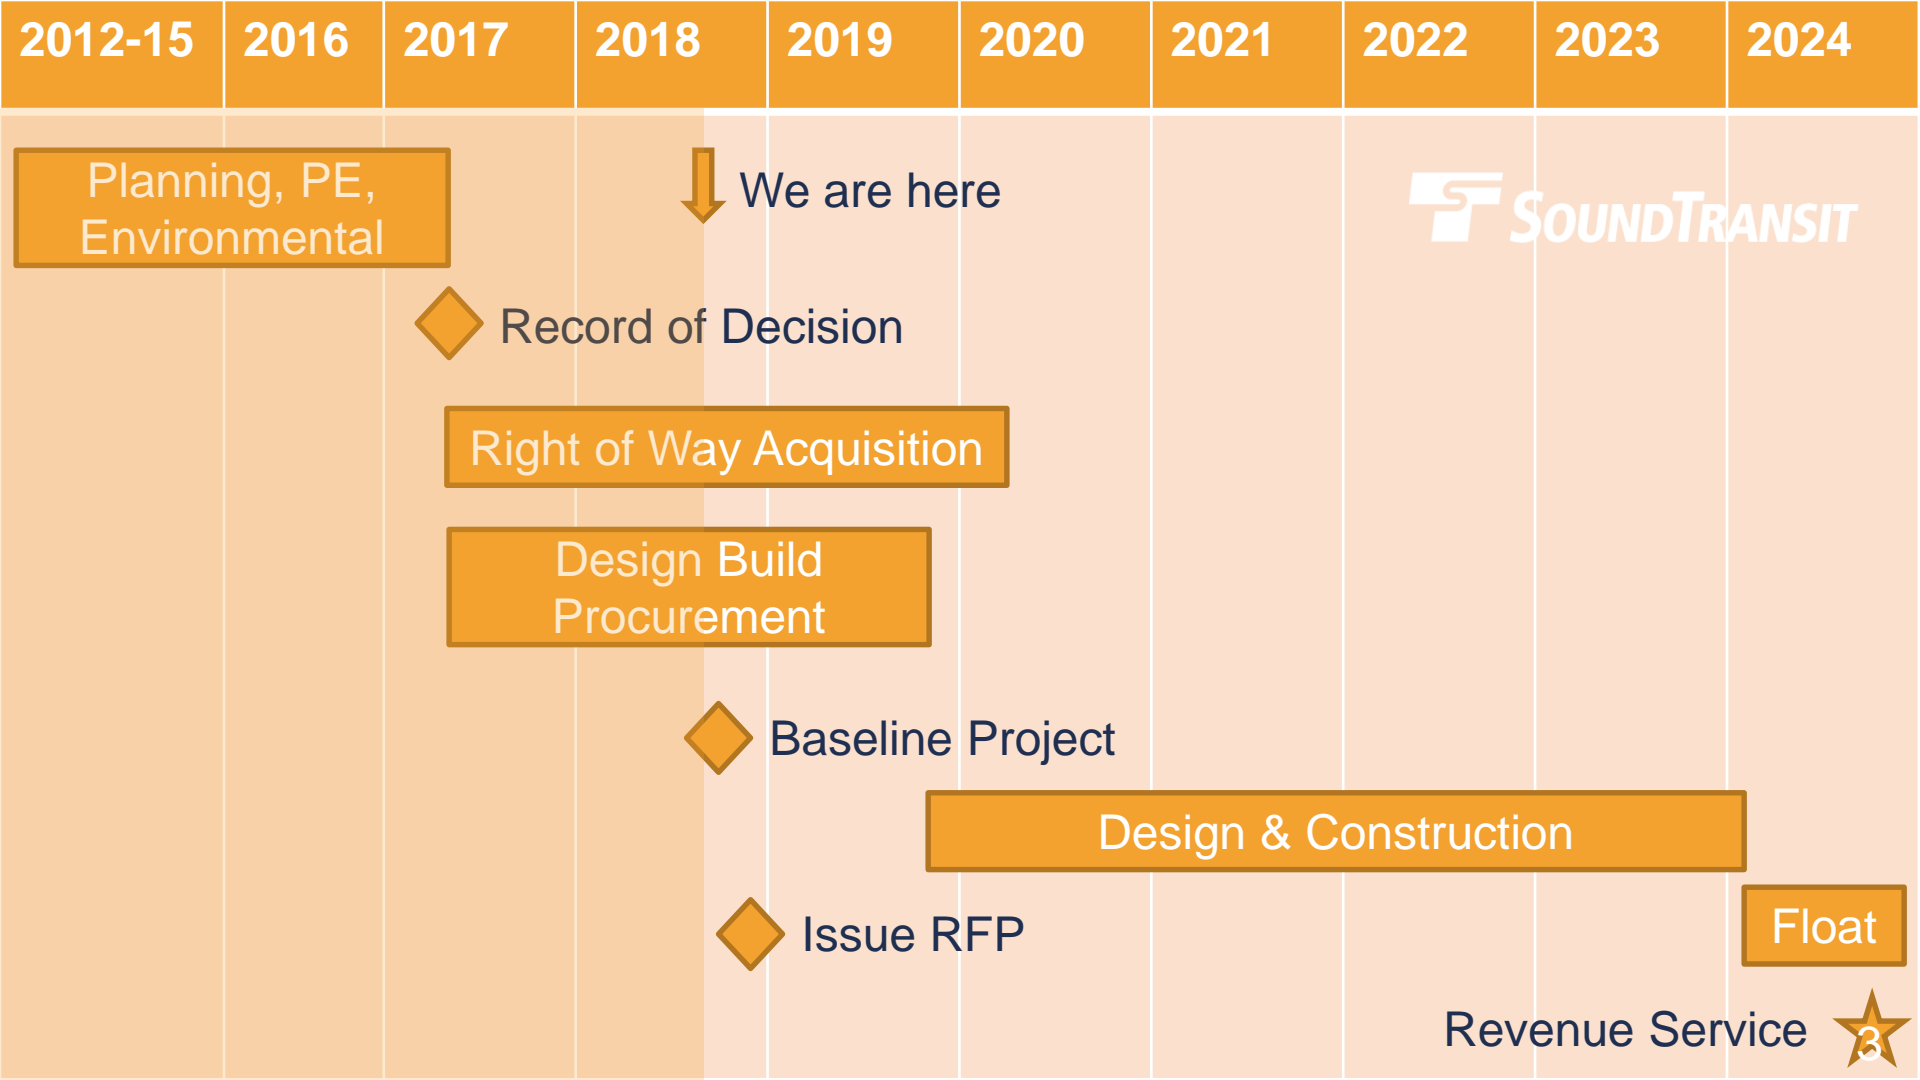 2012-15 2016 2017 2018 2019 2020 2021 2022 2023 2024
Planning, PE,
Environmental
We are here
SOUNDTRANSIT
Record of Decision
Right of Way Acquisition
Design Build
Procurement
Baseline Project
Design & Construction
Issue RFP
Float
Revenue Service
3